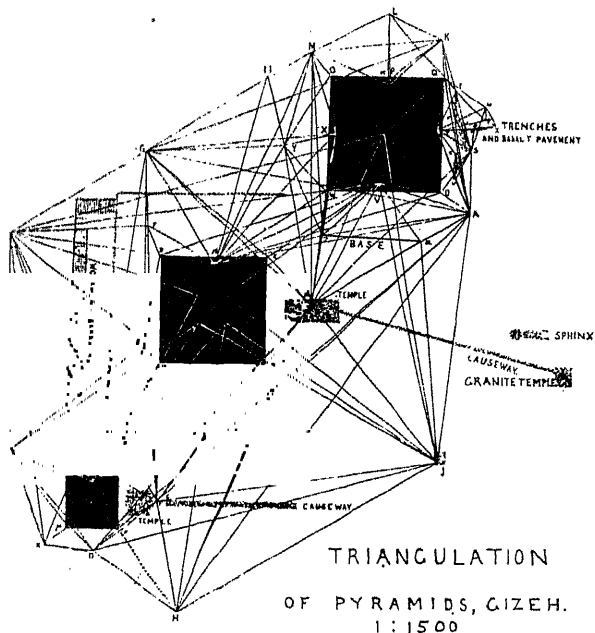 L
K
M
TRENCHES
AND BASALT PAVEMENT
X
S
V
A
BASE
TEMPLE
SPHINX
CAUSEWAY
GRANITE TEMPLE
J
CAUSEWAY
TEMPLE
D
H
TRIANGULATION
OF PYRAMIDS, GIZEH.
1:1500